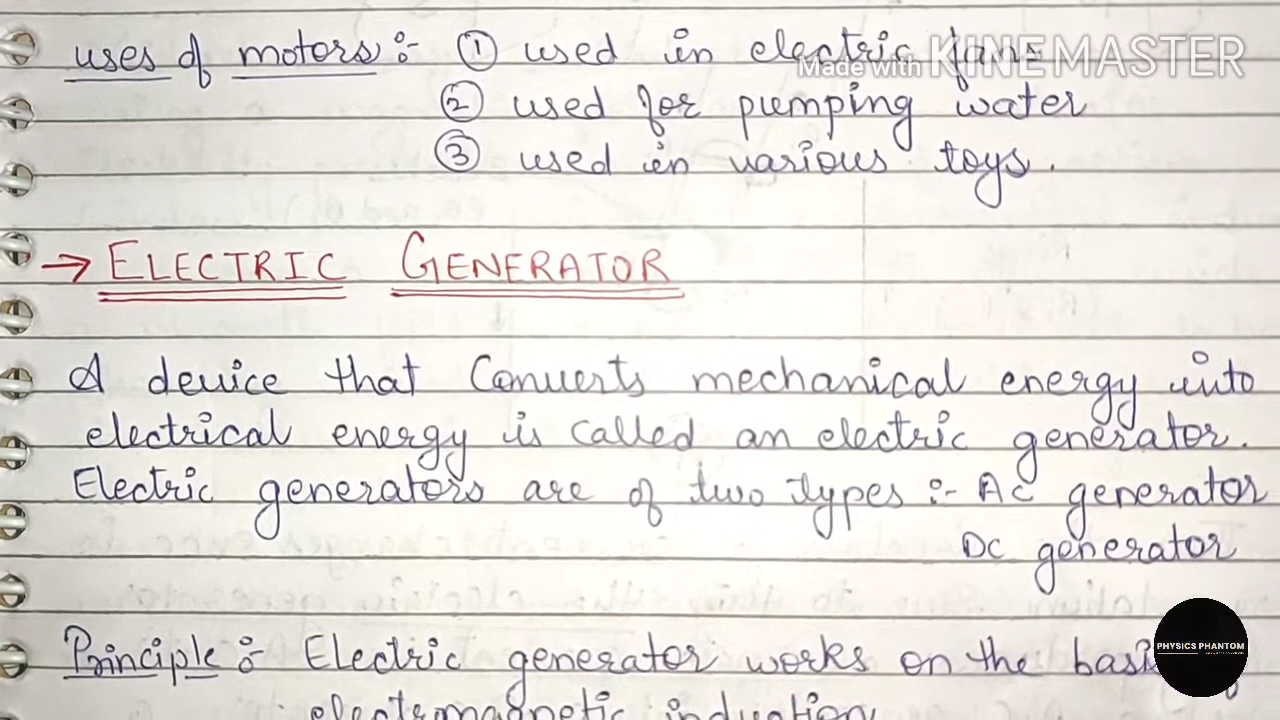 uses of motors :- ① used in electric fans
② used for pumping water
③ used in various toys.
Made with KINEMASTER
→ ELECTRIC GENERATOR
A device that Converts mechanical energy into
electrical energy is called an electric generator.
Electric generators are of two types :- AC generator
DC generator
Principle :- Electric generator works on the basis of
electromagnetic induction
PHYSICS PHANTOM